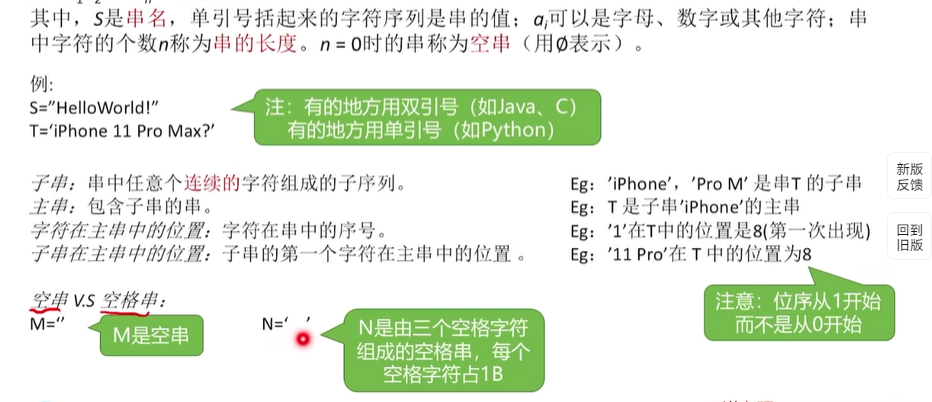 其中，S是串名，单引号括起来的字符序列是串的值；aᵢ可以是字母、数字或其他字符；串
中字符的个数n称为串的长度。n = 0时的串称为空串（用∅表示）。
例:
S="HelloWorld!"
T='iPhone 11 Pro Max?'
注：有的地方用双引号（如Java、C）
有的地方用单引号（如Python）
子串：串中任意个连续的字符组成的子序列。
Eg：'iPhone'，'Pro M' 是串T 的子串
主串：包含子串的串。
Eg：T 是子串'iPhone'的主串
字符在主串中的位置：字符在串中的序号。
Eg：'1'在T中的位置是8(第一次出现)
子串在主串中的位置：子串的第一个字符在主串中的位置 。
Eg：'11 Pro'在 T 中的位置为8
新版
反馈
回到
旧版
注意：位序从1开始
而不是从0开始
空串 V.S 空格串：
M=‘’
M是空串
N=‘   ’
N是由三个空格字符
组成的空格串，每个
空格字符占1B